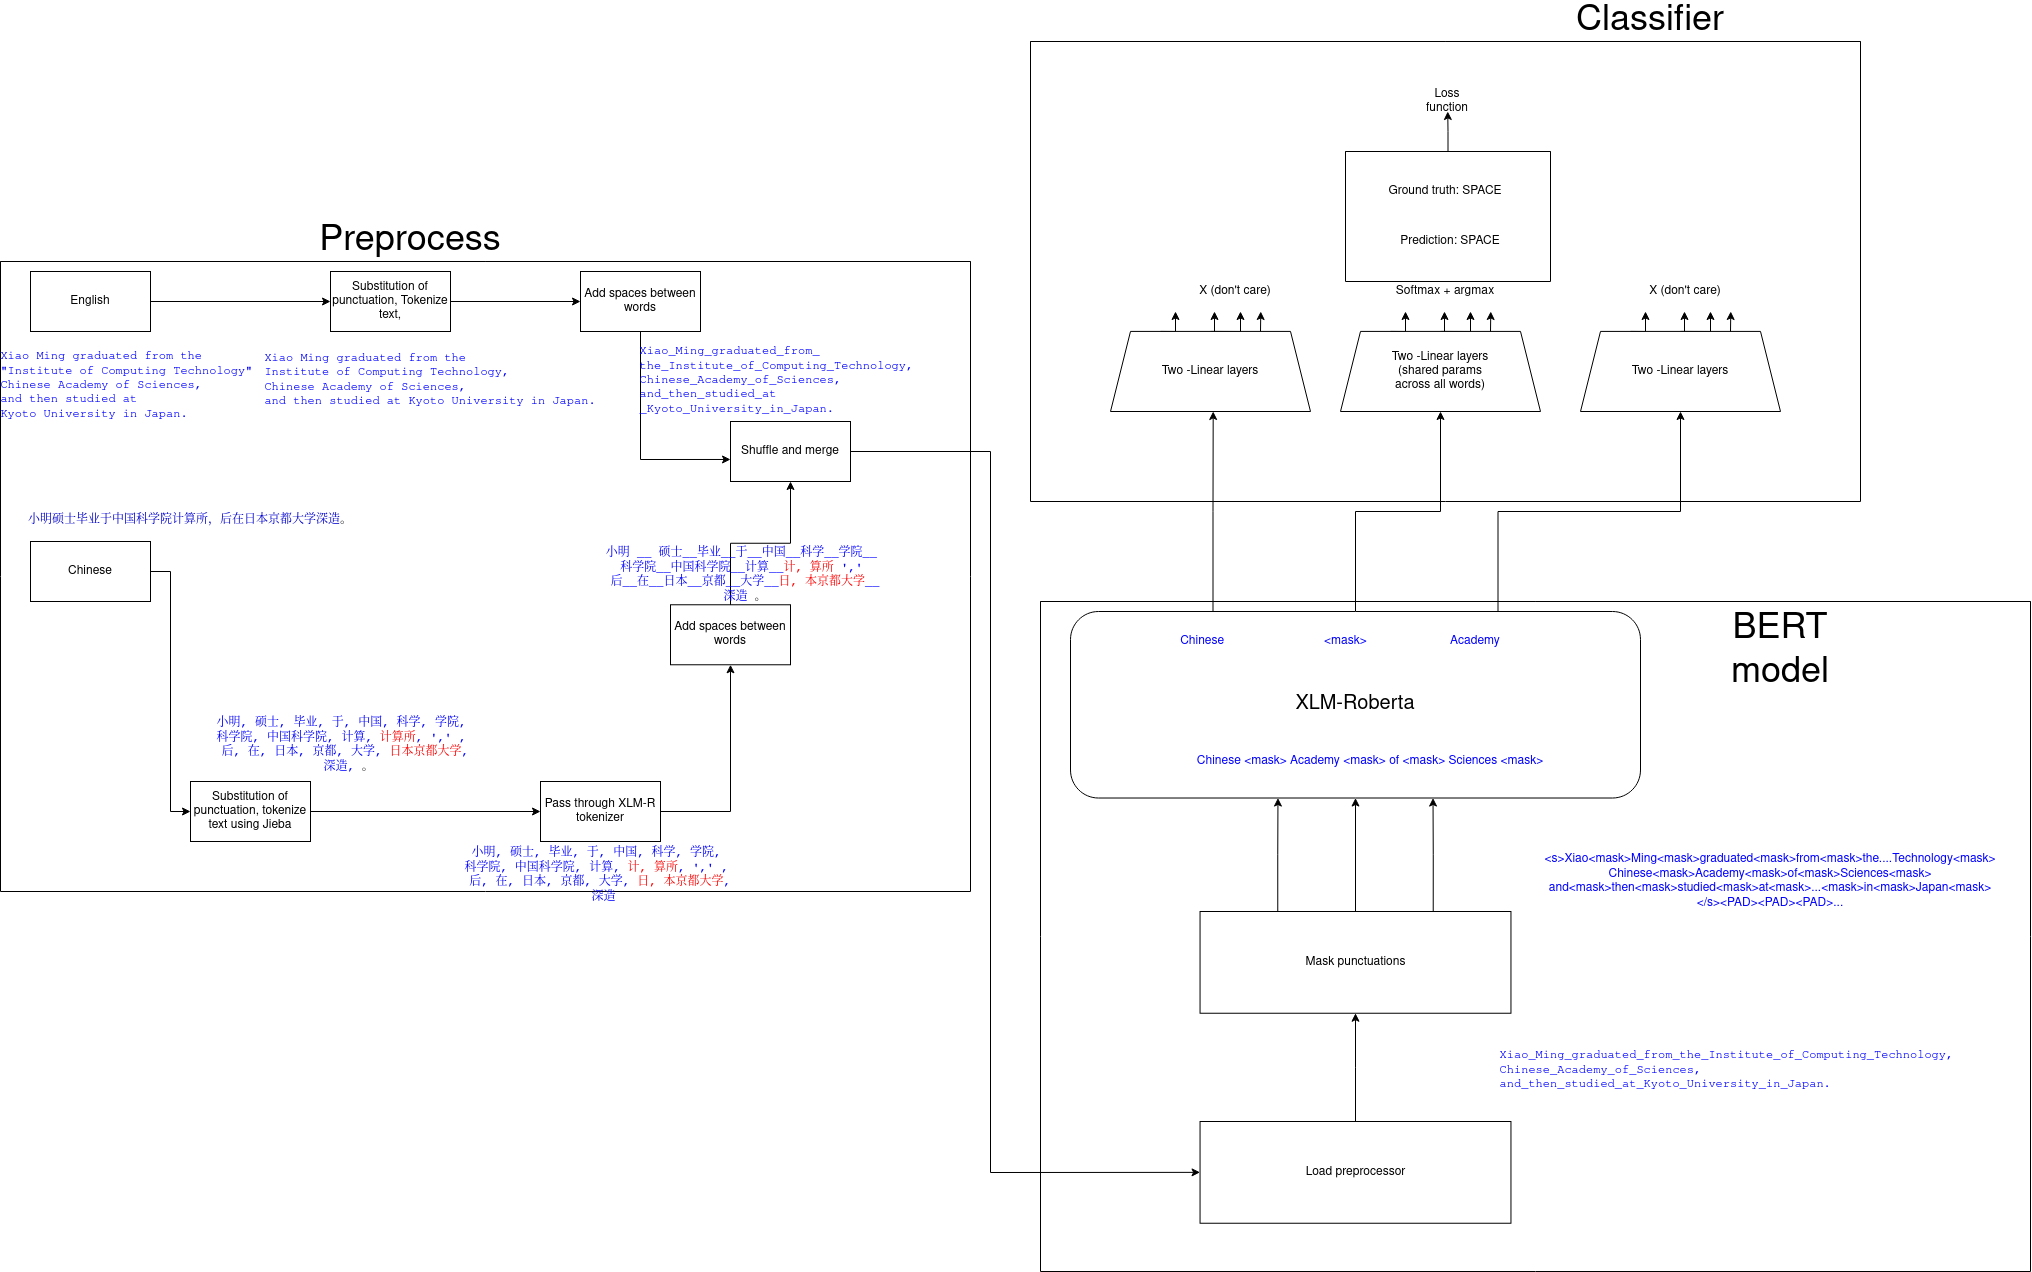 Classifier
Loss
function
Ground truth: SPACE
Prediction: SPACE
X (don't care)
Softmax + argmax
X (don't care)
Two -Linear layers
Two -Linear layers
(shared params
across all words)
Two -Linear layers
Preprocess
English
Substitution of
punctuation, Tokenize
text,
Add spaces between
words
Xiao Ming graduated from the
"Institute of Computing Technology"
Chinese Academy of Sciences,
and then studied at
Kyoto University in Japan.
Xiao Ming graduated from the
Institute of Computing Technology,
Chinese Academy of Sciences,
and then studied at Kyoto University in Japan.
Xiao_Ming_graduated_from_
the_Institute_of_Computing_Technology,
Chinese_Academy_of_Sciences,
and_then_studied_at
_Kyoto_University_in_Japan.
Shuffle and merge
小明硕士毕业于中国科学院计算所，后在日本京都大学深造。
Chinese
小明 __ 硕士__毕业__于__中国__科学__学院__
科学院__中国科学院__计算__计, 算所 ','
后__在__日本__京都__大学__日, 本京都大学__
深造 。
Add spaces between
words
小明, 硕士, 毕业, 于, 中国, 科学, 学院,
科学院, 中国科学院, 计算, 计算所, ',' ,
后, 在, 日本, 京都, 大学, 日本京都大学,
深造, 。
Substitution of
punctuation, tokenize
text using Jieba
Pass through XLM-R
tokenizer
小明, 硕士, 毕业, 于, 中国, 科学, 学院,
科学院, 中国科学院, 计算, 计, 算所, ',' ,
后, 在, 日本, 京都, 大学, 日, 本京都大学,
深造
BERT
model
Chinese
<mask>
Academy
XLM-Roberta
Chinese <mask> Academy <mask> of <mask> Sciences <mask>
<s>Xiao<mask>Ming<mask>graduated<mask>from<mask>the....Technology<mask>
Chinese<mask>Academy<mask>of<mask>Sciences<mask>
and<mask>then<mask>studied<mask>at<mask>...<mask>in<mask>Japan<mask>
</s><PAD><PAD><PAD>...
Mask punctuations
Xiao_Ming_graduated_from_the_Institute_of_Computing_Technology,
Chinese_Academy_of_Sciences,
and_then_studied_at_Kyoto_University_in_Japan.
Load preprocessor